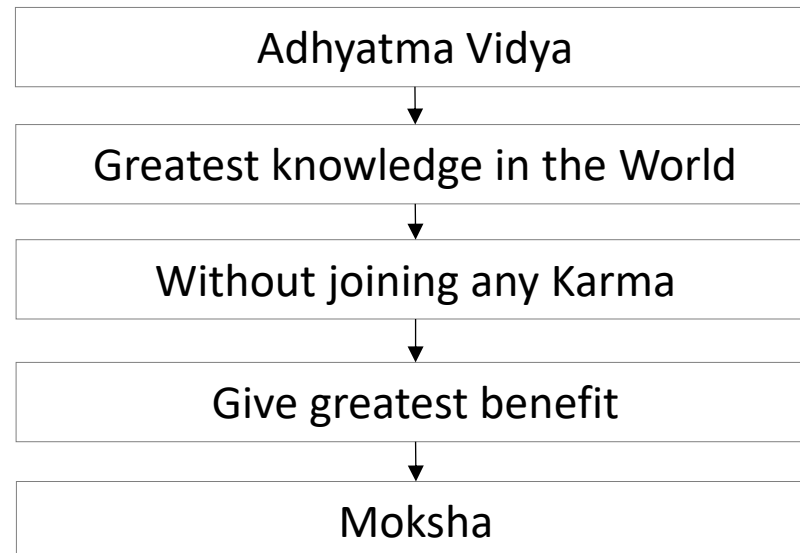 Adhyatma Vidya
Greatest knowledge in the World
Without joining any Karma
Give greatest benefit
Moksha